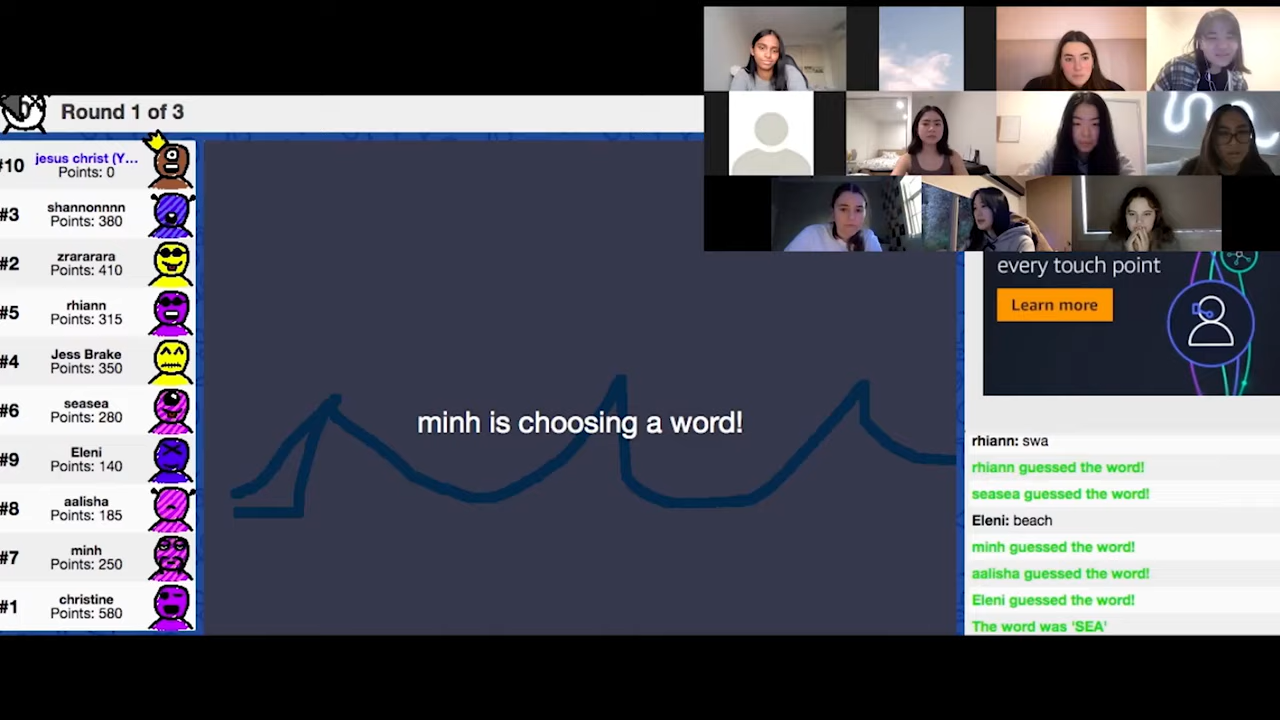 Round 1 of 3
#10 jesus christ (Y...
Points: 0
#3 shannonnnn
Points: 380
#2 zrararara
Points: 410
#5 rhiann
Points: 315
#4 Jess Brake
Points: 350
#6 seasea
Points: 280
#9 Eleni
Points: 140
#8 aalisha
Points: 185
#7 minh
Points: 250
#1 christine
Points: 580
minh is choosing a word!
every touch point
Learn more
rhiann: swa
rhiann guessed the word!
seasea guessed the word!
Eleni: beach
minh guessed the word!
aalisha guessed the word!
Eleni guessed the word!
The word was 'SEA'